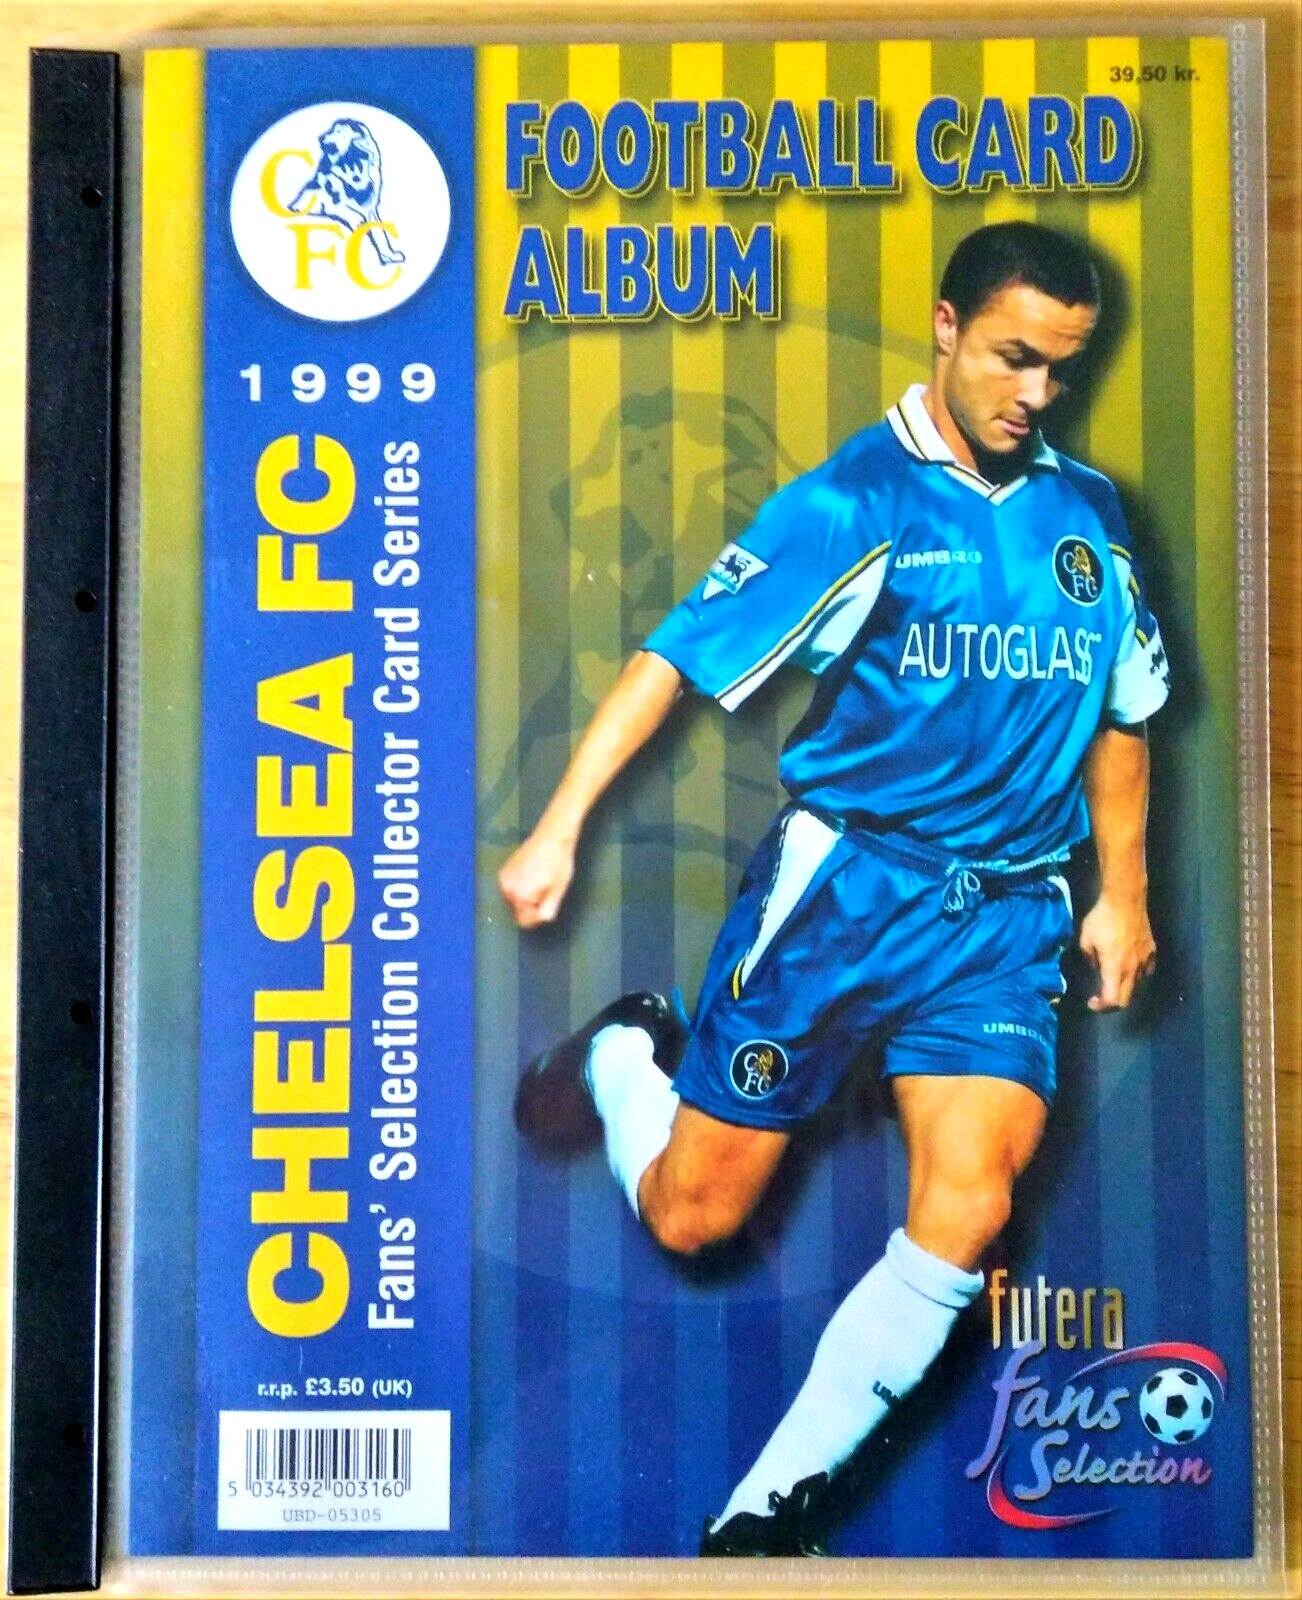 39,50 kr.
FOOTBALL CARD
ALBUM
CFC
1999
CHELSEA FC
Fans' Selection Collector Card Series
UMBRO
CFC
AUTOGLASS
UMBRO
CFC
futera
fans
Selection
r.r.p. £3.50 (UK)
5 034392 003160
UBD-05305